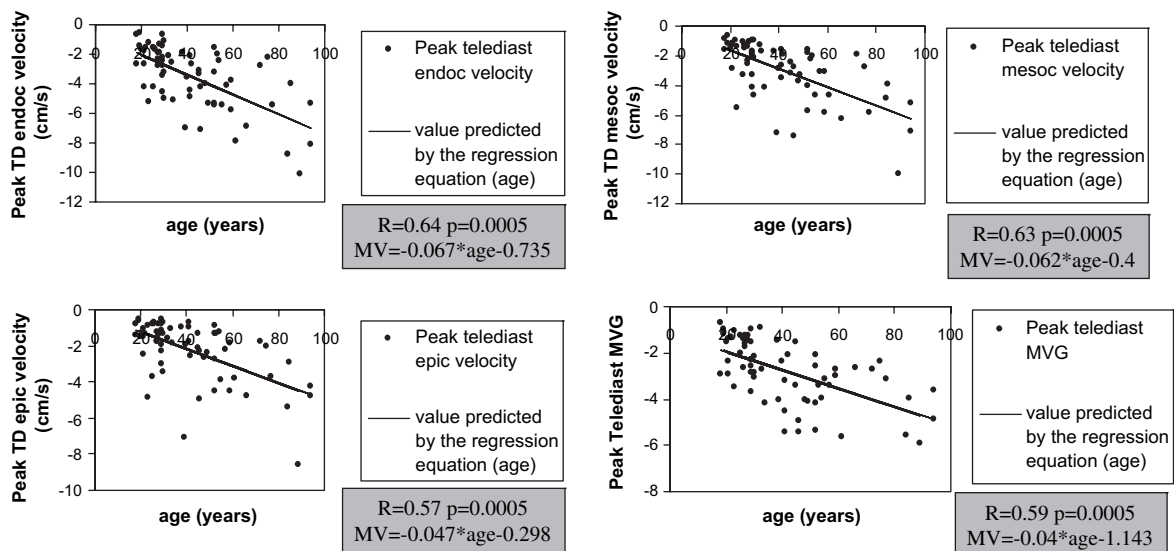 Peak TD endoc velocity
(cm/s)
0
-2
-4
-6
-8
-10
-12
0 20 40 60 80 100
age (years)
Peak telediast
endoc velocity
value predicted
by the regression
equation (age)
R=0.64 p=0.0005
MV=-0.067*age-0.735
Peak TD mesoc velocity
(cm/s)
0
-2
-4
-6
-8
-10
-12
0 20 40 60 80 100
age (years)
Peak telediast
mesoc velocity
value predicted
by the regression
equation (age)
R=0.63 p=0.0005
MV=-0.062*age-0.4
Peak TD epic velocity
(cm/s)
0
-2
-4
-6
-8
-10
0 20 40 60 80 100
age (years)
Peak telediast
epic velocity
value predicted
by the regression
equation (age)
R=0.57 p=0.0005
MV=-0.047*age-0.298
Peak Telediast MVG
0
-2
-4
-6
-8
0 20 40 60 80 100
age (years)
Peak telediast
MVG
value predicted
by the regression
equation (age)
R=0.59 p=0.0005
MV=-0.04*age-1.143